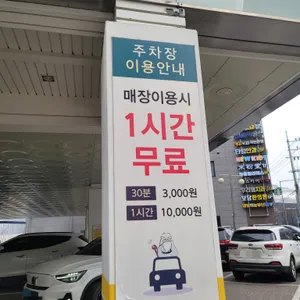 주차장
이용안내
매장이용시
1시간
무료
30분 3,000원
1시간 10,000원